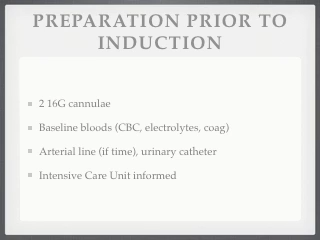 PREPARATION PRIOR TO
INDUCTION
2 16G cannulae
Baseline bloods (CBC, electrolytes, coag)
Arterial line (if time), urinary catheter
Intensive Care Unit informed